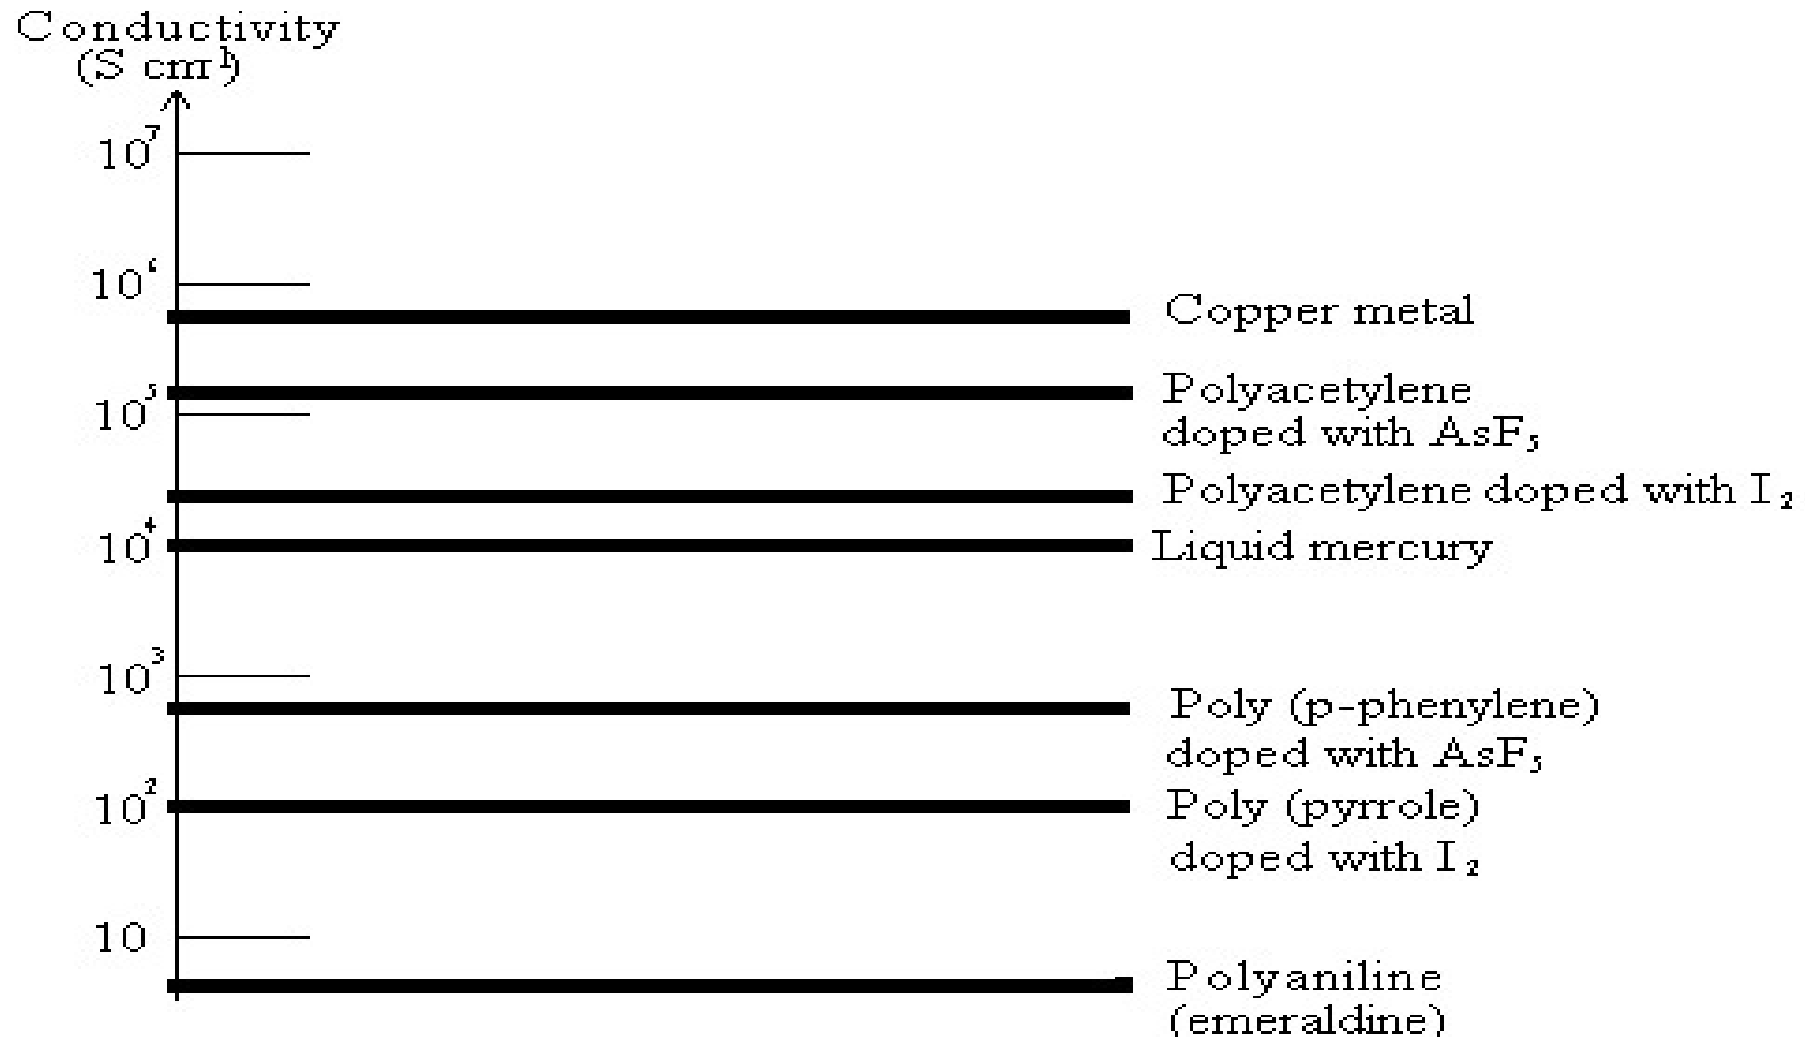 Conductivity
(S cm⁻¹)
10⁷
10⁶
Copper metal
10⁵
Polyacetylene
doped with AsF₅
Polyacetylene doped with I₂
10⁴
Liquid mercury
10³
Poly (p-phenylene)
doped with AsF₅
10²
Poly (pyrrole)
doped with I₂
10
Polyaniline
(emeraldine)